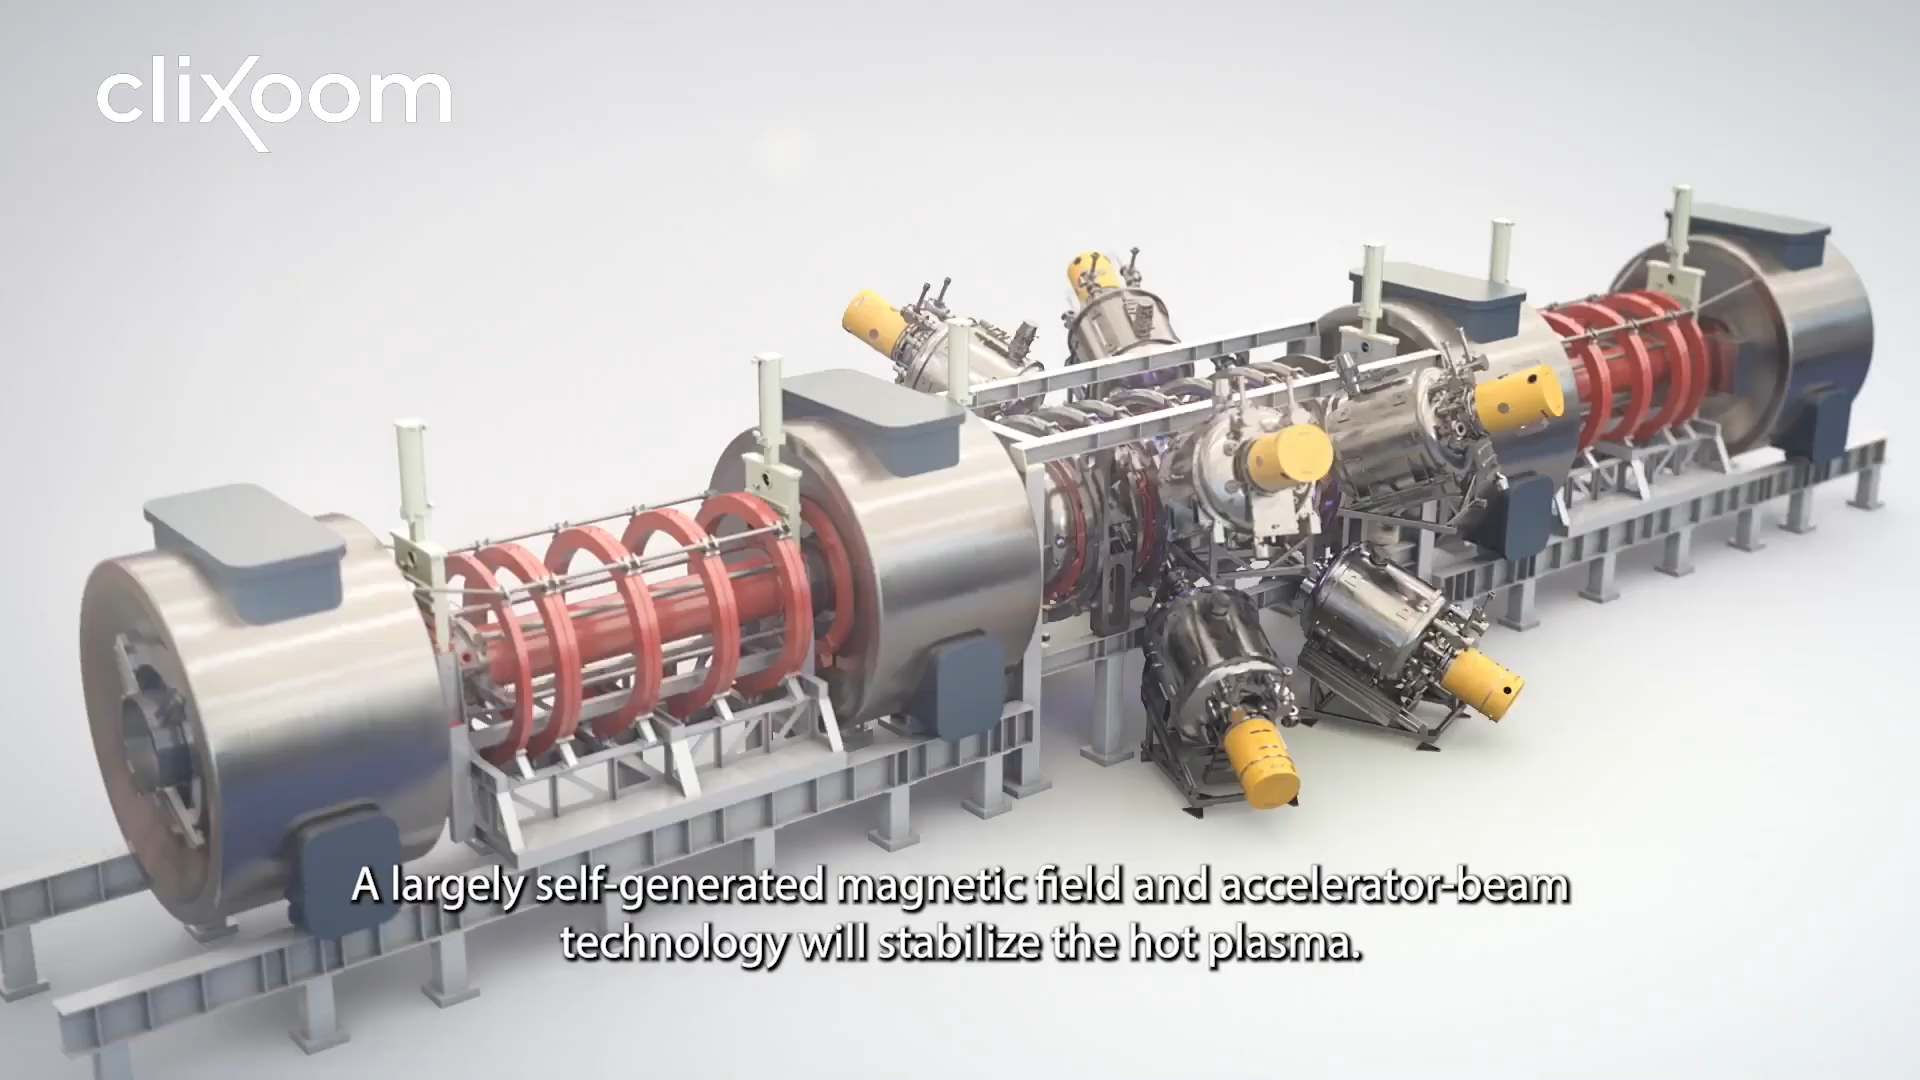 clixoom
A largely self-generated magnetic field and accelerator-beam
technology will stabilize the hot plasma.